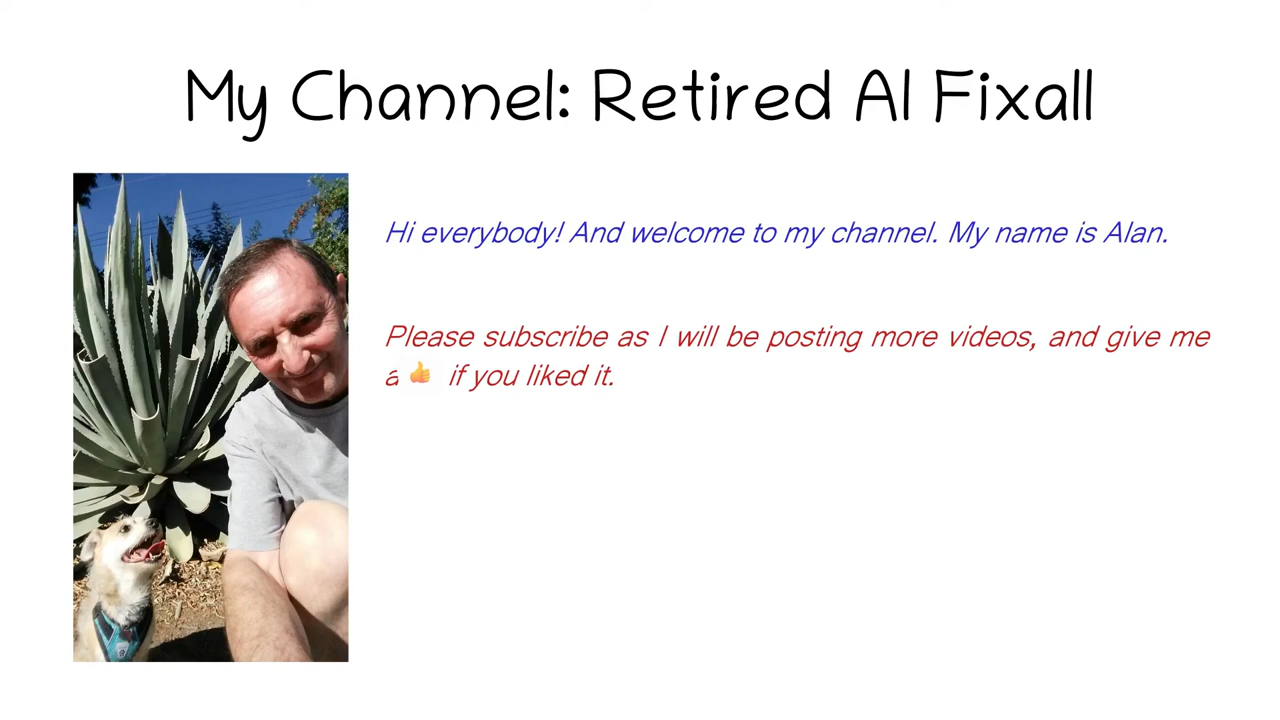 My Channel: Retired Al Fixall
Hi everybody! And welcome to my channel. My name is Alan.
Please subscribe as I will be posting more videos, and give me
a 👍 if you liked it.